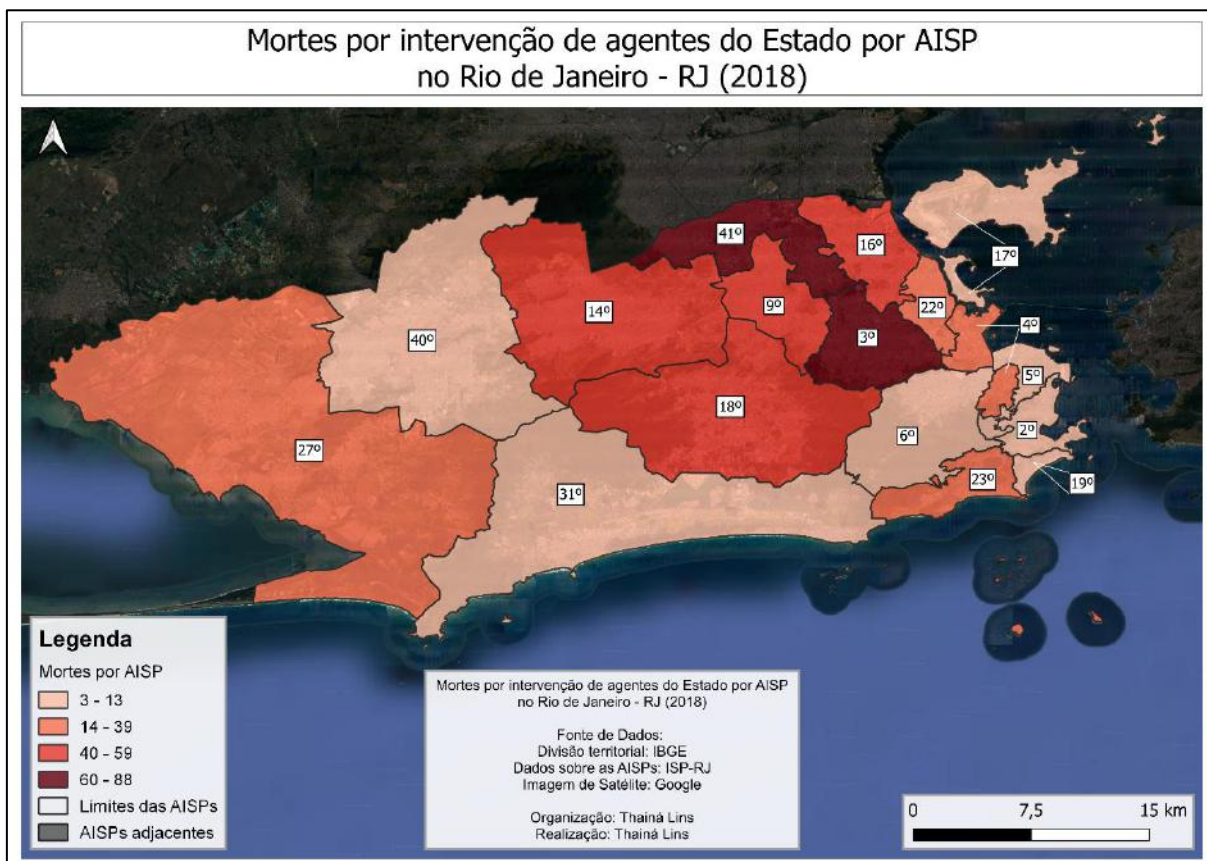 Mortes por intervenção de agentes do Estado por AISP
no Rio de Janeiro - RJ (2018)
41º
16º
17º
14º
9º
22º
4º
40º
3º
5º
18º
6º
2º
27º
23º
19º
31º
Legenda
Mortes por AISP
3 - 13
14 - 39
40 - 59
60 - 88
Limites das AISPs
AISPs adjacentes
Mortes por intervenção de agentes do Estado por AISP
no Rio de Janeiro - RJ (2018)
Fonte de Dados:
Divisão territorial: IBGE
Dados sobre as AISPs: ISP-RJ
Imagem de Satélite: Google
Organização: Thainá Lins
Realização: Thainá Lins
0 7,5 15 km